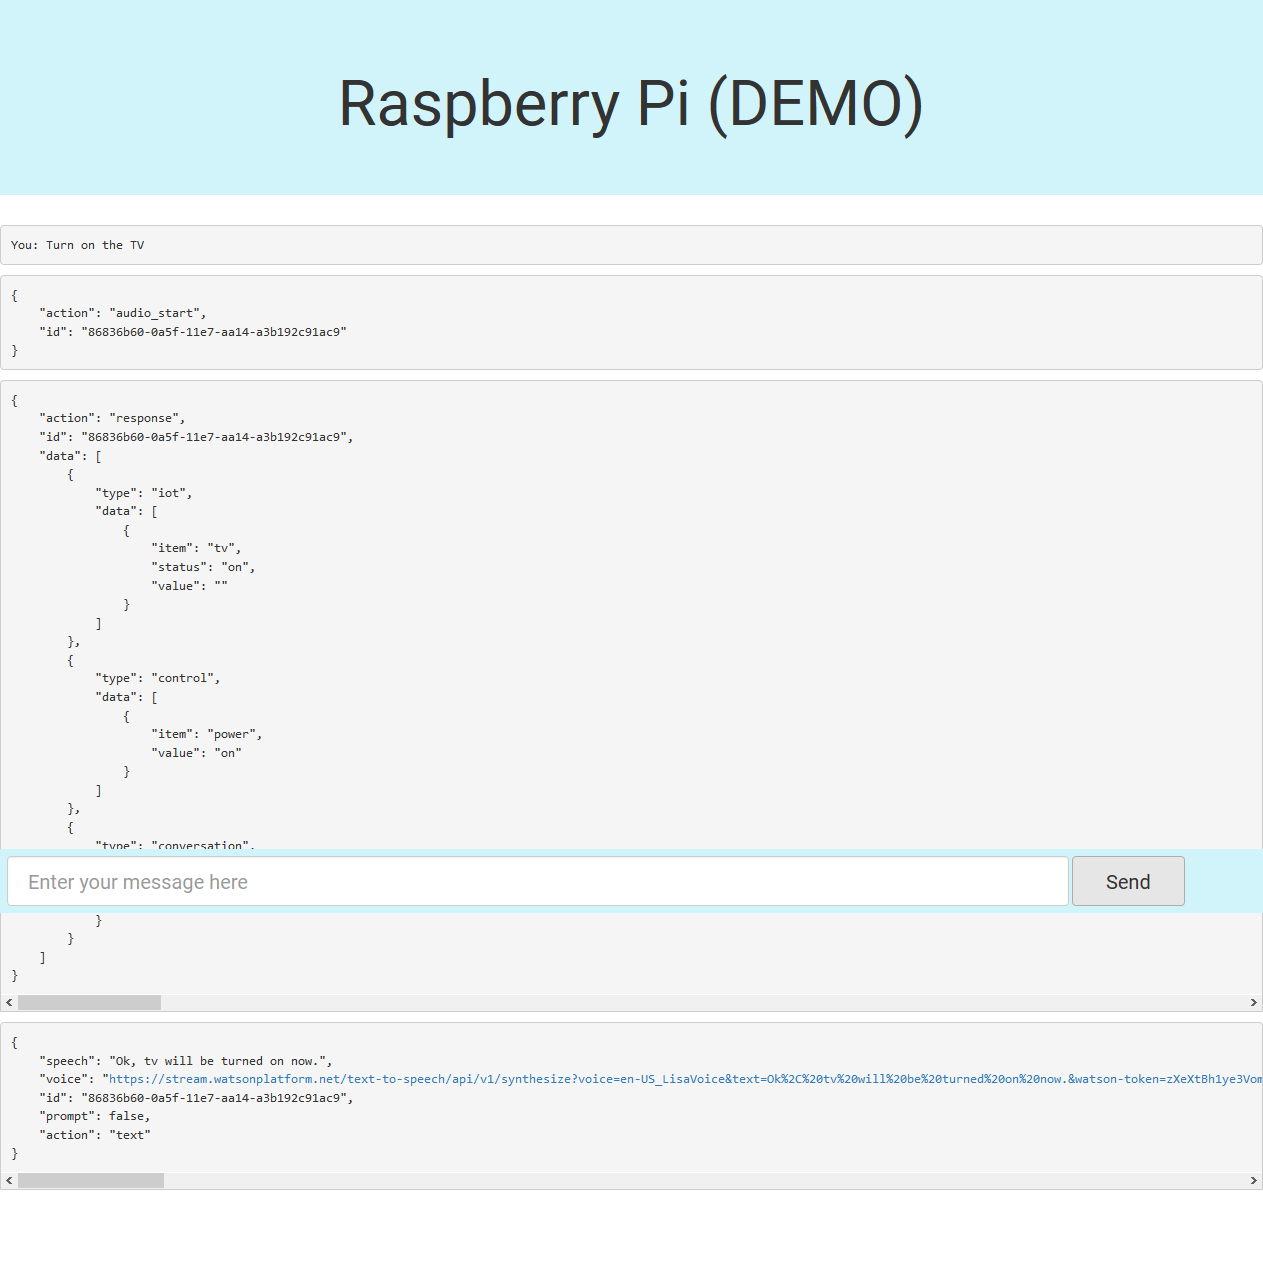 Raspberry Pi (DEMO)
You: Turn on the TV
{
    "action": "audio_start",
    "id": "86836b60-0a5f-11e7-aa14-a3b192c91ac9"
}
{
    "action": "response",
    "id": "86836b60-0a5f-11e7-aa14-a3b192c91ac9",
    "data": [
        {
            "type": "iot",
            "data": [
                {
                    "item": "tv",
                    "status": "on",
                    "value": ""
                }
            ]
        },
        {
            "type": "control",
            "data": [
                {
                    "item": "power",
                    "value": "on"
                }
            ]
        },
        {
            "type": "conversation",
Enter your message here Send
            }
        }
    ]
}
{
    "speech": "Ok, tv will be turned on now.",
    "voice": "https://stream.watsonplatform.net/text-to-speech/api/v1/synthesize?voice=en-US_LisaVoice&text=Ok%2C%20tv%20will%20be%20turned%20on%20now.&watson-token=zXeXtBh1ye3Vom
    "id": "86836b60-0a5f-11e7-aa14-a3b192c91ac9",
    "prompt": false,
    "action": "text"
}